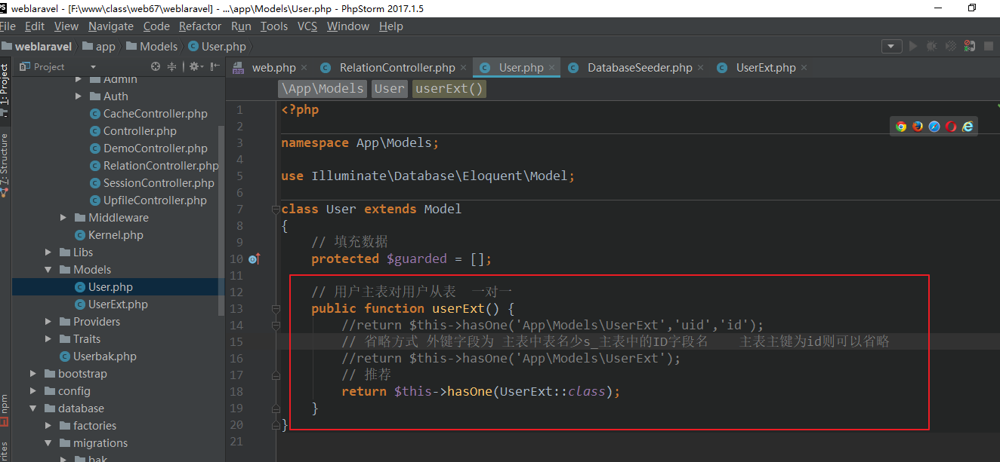 weblaravel - [F:\www\class\web67\weblaravel] - ...\app\Models\User.php - PhpStorm 2017.1.5
File Edit View Navigate Code Refactor Run Tools VCS Window Help
weblaravel app Models User.php
Project
web.php RelationController.php User.php DatabaseSeeder.php UserExt.php
\App\Models User userExt()
1: Project
7: Structure
npm
Admin
Auth
CacheController.php
Controller.php
DemoController.php
RelationController.php
SessionController.php
UpfileController.php
Middleware
Kernel.php
Libs
Models
User.php
UserExt.php
Providers
Traits
Userbak.php
bootstrap
config
database
factories
migrations
bak
1 <?php
2
3 namespace App\Models;
4
5 use Illuminate\Database\Eloquent\Model;
6
7 class User extends Model
8 {
9 // 填充数据
10 protected $guarded = [];
11
12 // 用户主表对用户从表 一对一
13 public function userExt() {
14 //return $this->hasOne('App\Models\UserExt','uid','id');
15 // 省略方式 外键字段为 主表中表名少s_主表中的ID字段名 主表主键为id则可以省略
16 //return $this->hasOne('App\Models\UserExt');
17 // 推荐
18 return $this->hasOne(UserExt::class);
19 }
20 }
21